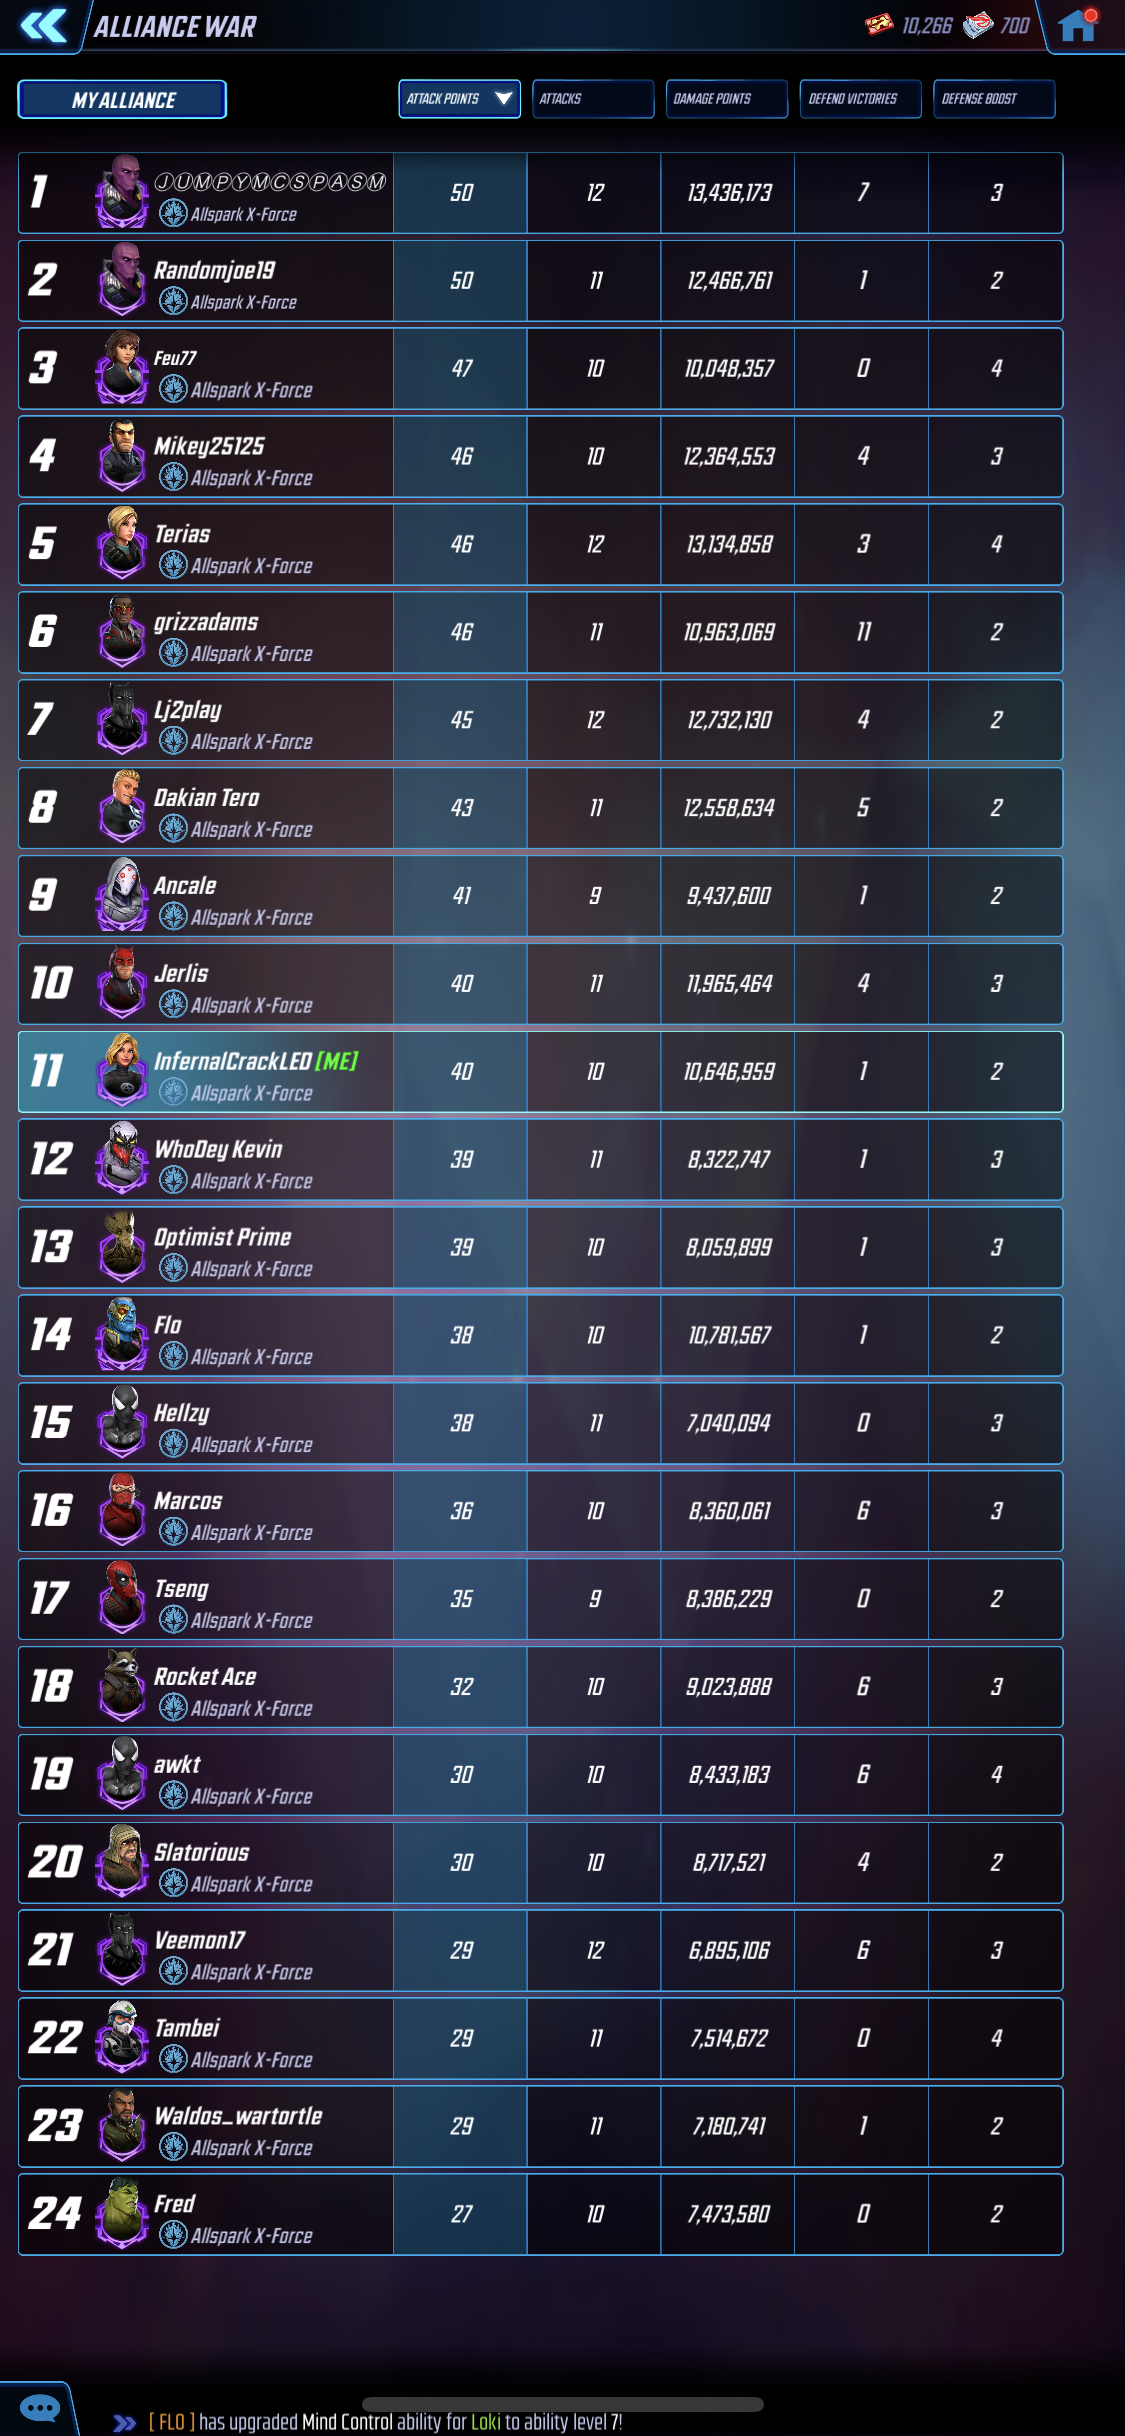 ALLIANCE WAR 10,266 700
MY ALLIANCE ATTACK POINTS ATTACKS DAMAGE POINTS DEFEND VICTORIES DEFENSE BOOST
1 ⒿⓊⓂⓅⓎⓂⒸⓈⓅⒶⓈⓂ 50 12 13,436,173 7 3
Allspark X-Force
2 Randomjoe19 50 11 12,466,761 1 2
Allspark X-Force
3 Feu77 47 10 10,048,357 0 4
Allspark X-Force
4 Mikey25125 46 10 12,364,553 4 3
Allspark X-Force
5 Terias 46 12 13,134,858 3 4
Allspark X-Force
6 grizzadams 46 11 10,963,069 11 2
Allspark X-Force
7 Lj2play 45 12 12,732,130 4 2
Allspark X-Force
8 Dakian Tero 43 11 12,558,634 5 2
Allspark X-Force
9 Ancale 41 9 9,437,600 1 2
Allspark X-Force
10 Jerlis 40 11 11,965,464 4 3
Allspark X-Force
11 InfernalCrackLED [ME] 40 10 10,646,959 1 2
Allspark X-Force
12 WhoDey Kevin 39 11 8,322,747 1 3
Allspark X-Force
13 Optimist Prime 39 10 8,059,899 1 3
Allspark X-Force
14 Flo 38 10 10,781,567 1 2
Allspark X-Force
15 Hellzy 38 11 7,040,094 0 3
Allspark X-Force
16 Marcos 36 10 8,360,061 6 3
Allspark X-Force
17 Tseng 35 9 8,386,229 0 2
Allspark X-Force
18 Rocket Ace 32 10 9,023,888 6 3
Allspark X-Force
19 awkt 30 10 8,433,183 6 4
Allspark X-Force
20 Slatorious 30 10 8,717,521 4 2
Allspark X-Force
21 Veemon17 29 12 6,895,106 6 3
Allspark X-Force
22 Tambei 29 11 7,514,672 0 4
Allspark X-Force
23 Waldos_wartortle 29 11 7,180,741 1 2
Allspark X-Force
24 Fred 27 10 7,473,580 0 2
Allspark X-Force
[ FLO ] has upgraded Mind Control ability for Loki to ability level 7!